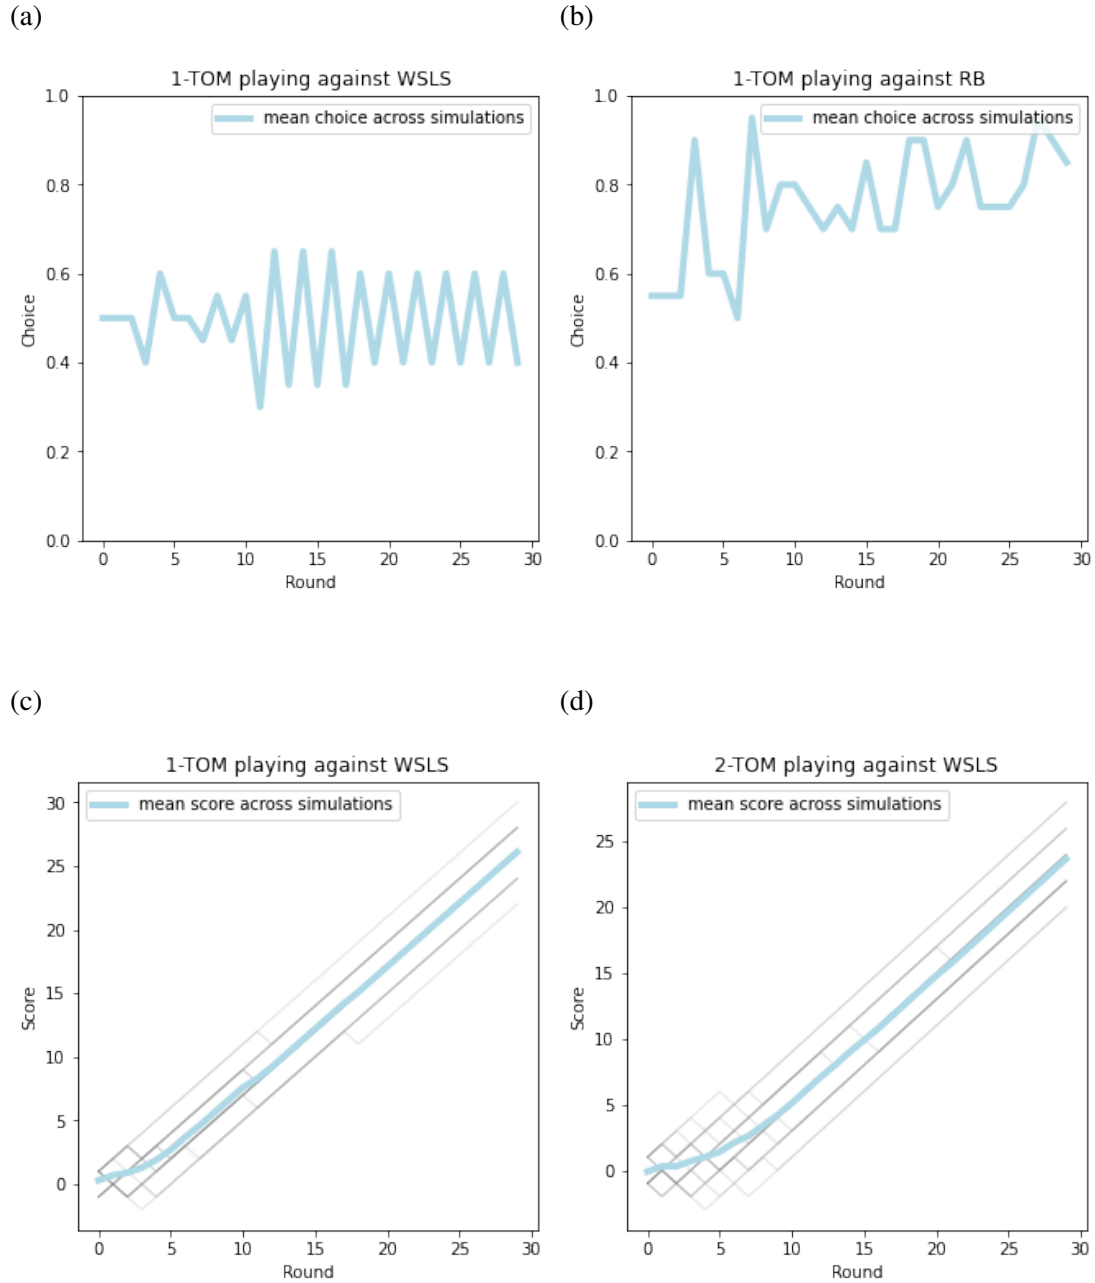 (a)
(b)
1-TOM playing against WSLS
1-TOM playing against RB
mean choice across simulations
mean choice across simulations
1.0
0.8
0.6
0.4
0.2
0.0
Choice
0 5 10 15 20 25 30
Round
1.0
0.8
0.6
0.4
0.2
0.0
Choice
0 5 10 15 20 25 30
Round
(c)
(d)
1-TOM playing against WSLS
2-TOM playing against WSLS
mean score across simulations
mean score across simulations
30
25
20
15
10
5
0
Score
0 5 10 15 20 25 30
Round
25
20
15
10
5
0
Score
0 5 10 15 20 25 30
Round